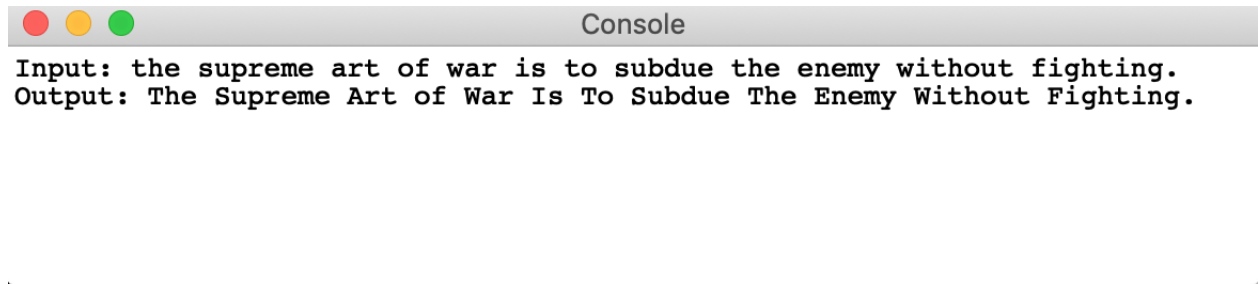 Console
Input: the supreme art of war is to subdue the enemy without fighting.
Output: The Supreme Art of War Is To Subdue The Enemy Without Fighting.